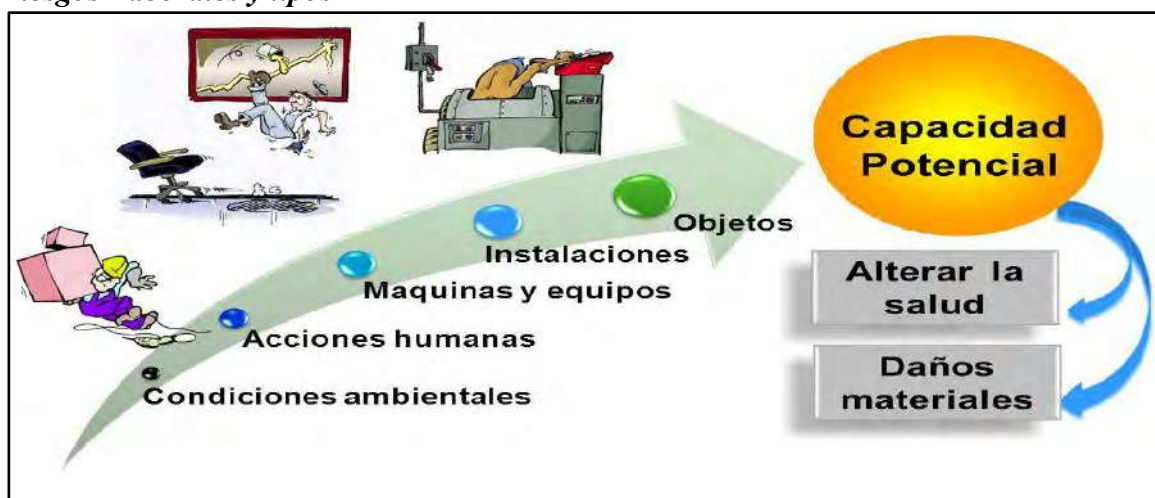 Capacidad
Potencial
Objetos
Instalaciones
Maquinas y equipos
Acciones humanas
Condiciones ambientales
Alterar la
salud
Daños
materiales